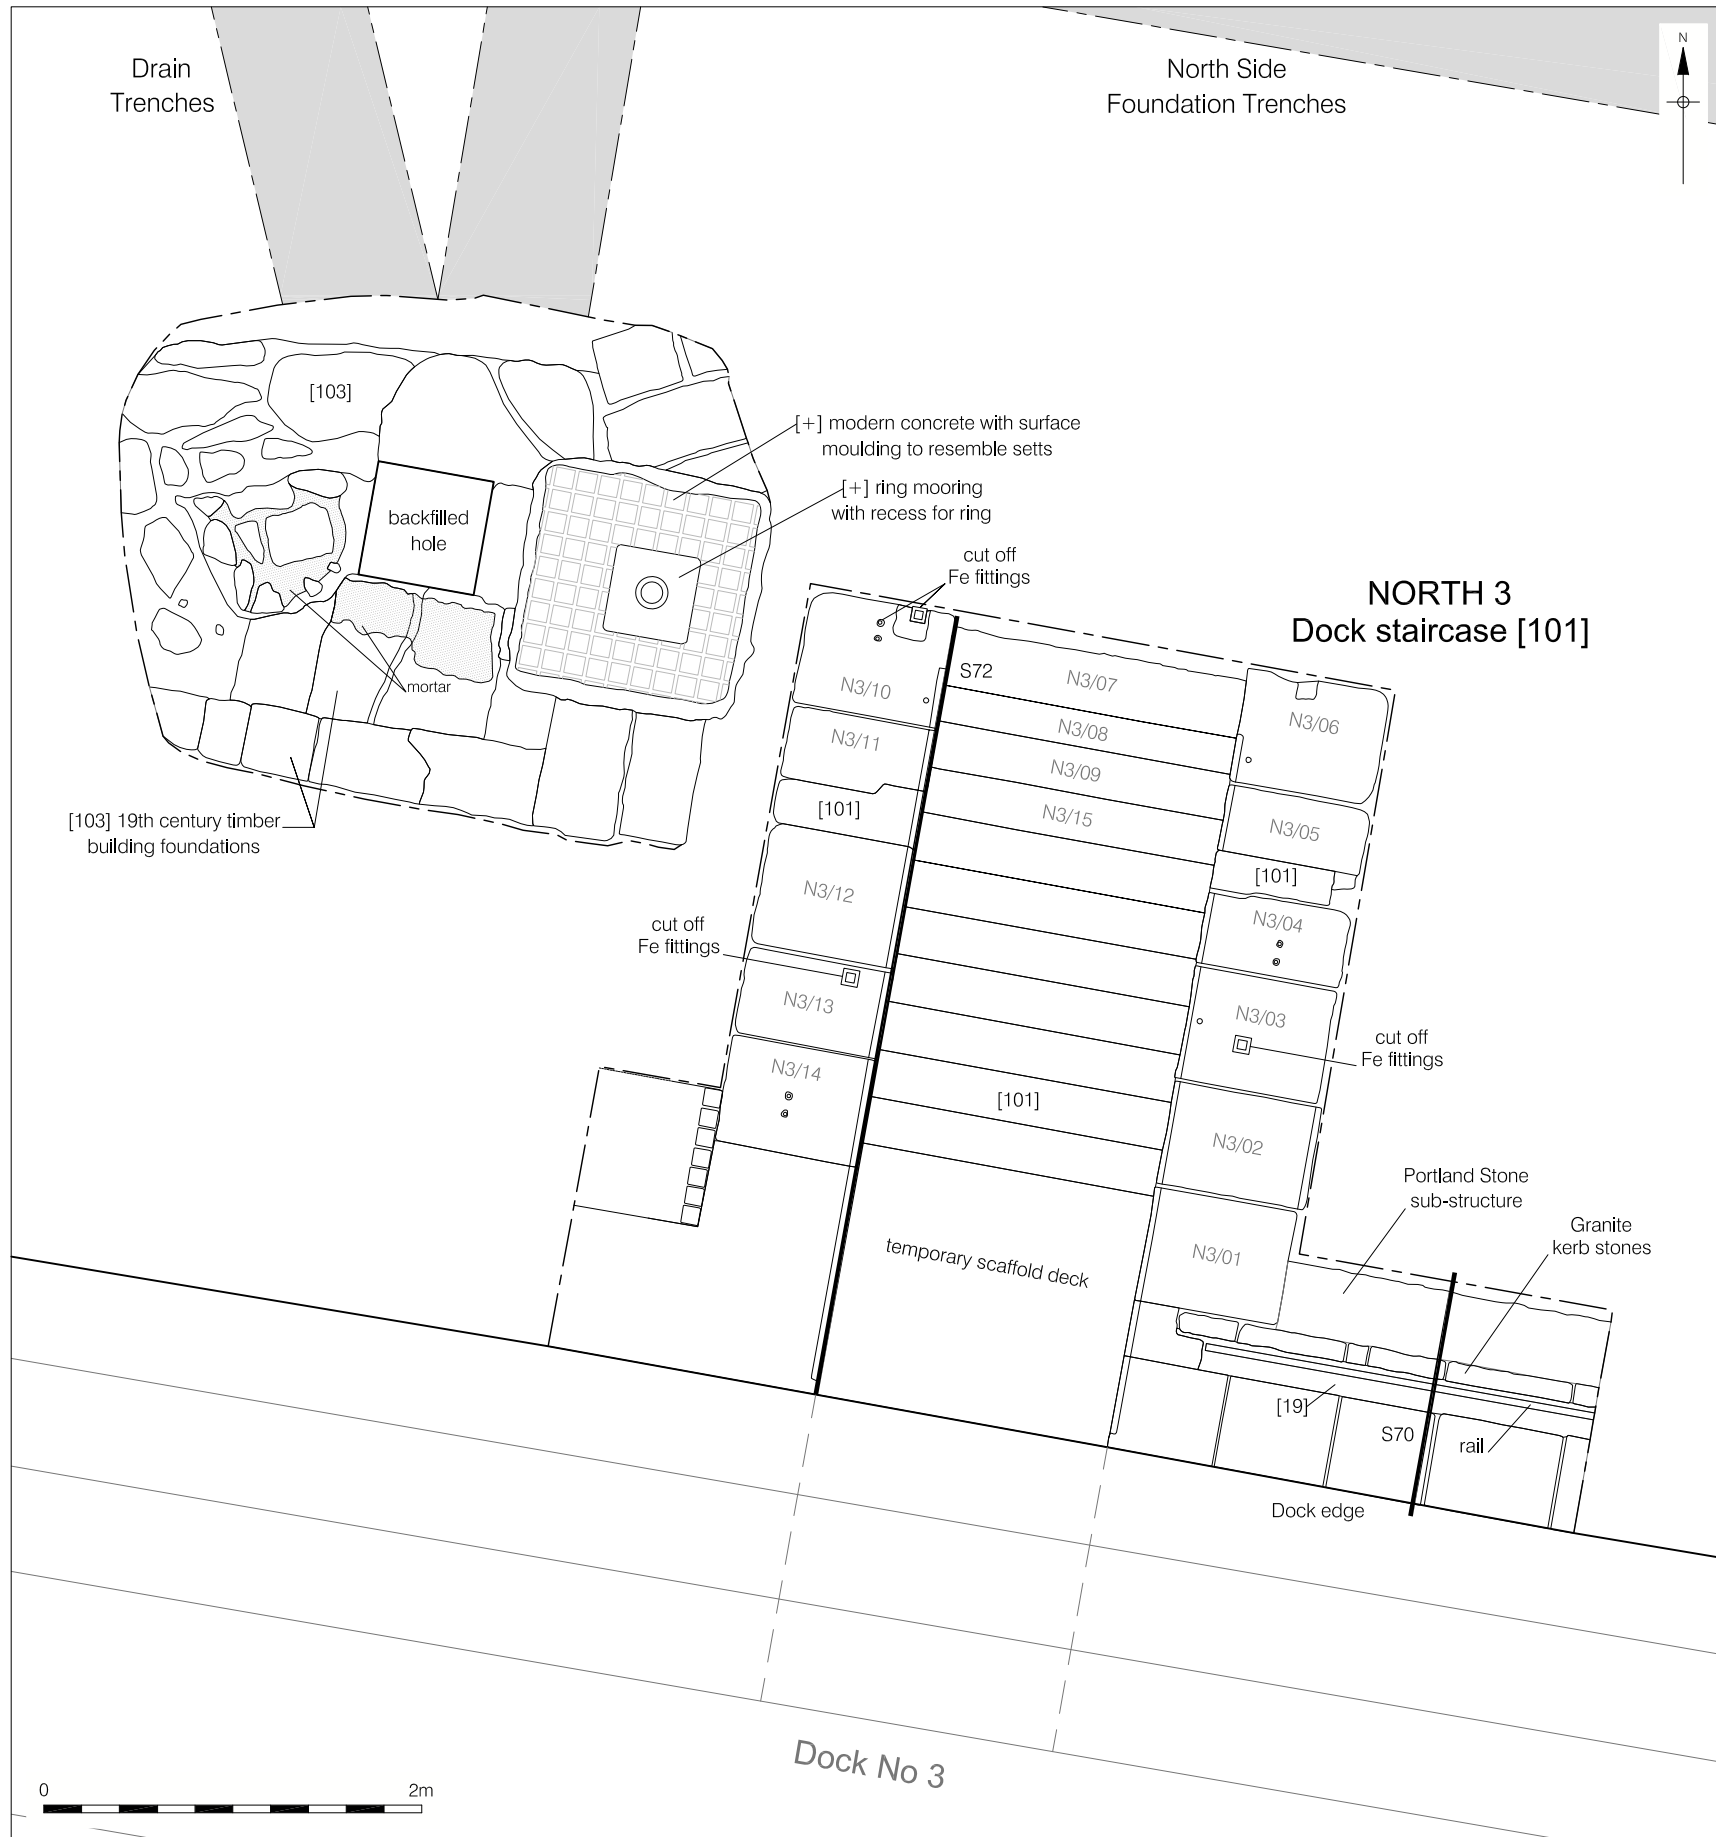 Drain
Trenches
North Side
Foundation Trenches
N
[103]
[+] modern concrete with surface
moulding to resemble setts
[+] ring mooring
with recess for ring
backfilled
hole
cut off
Fe fittings
NORTH 3
Dock staircase [101]
mortar
S72
N3/07
N3/10
N3/06
N3/08
N3/11
N3/09
[101]
N3/15
N3/05
[103] 19th century timber
building foundations
[101]
N3/12
N3/04
cut off
Fe fittings
N3/13
N3/03
cut off
Fe fittings
N3/14
[101]
N3/02
Portland Stone
sub-structure
Granite
kerb stones
N3/01
temporary scaffold deck
[19]
S70
rail
Dock edge
Dock No 3
0
2m